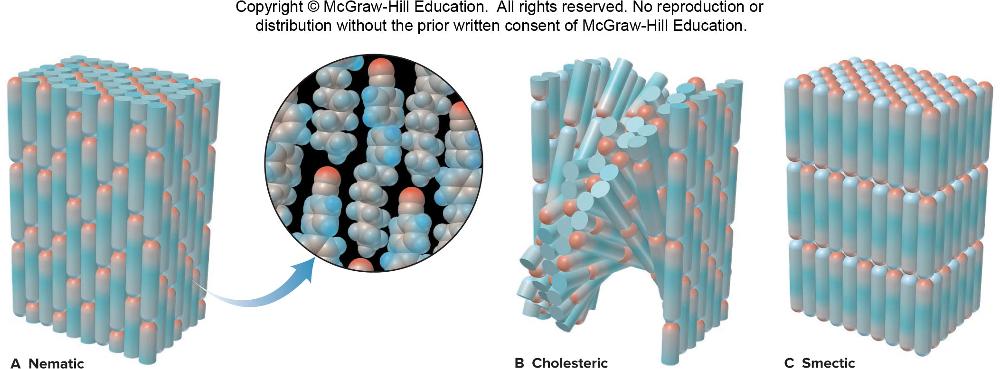 Copyright © McGraw-Hill Education.  All rights reserved. No reproduction or
distribution without the prior written consent of McGraw-Hill Education.
A Nematic
B Cholesteric
C Smectic